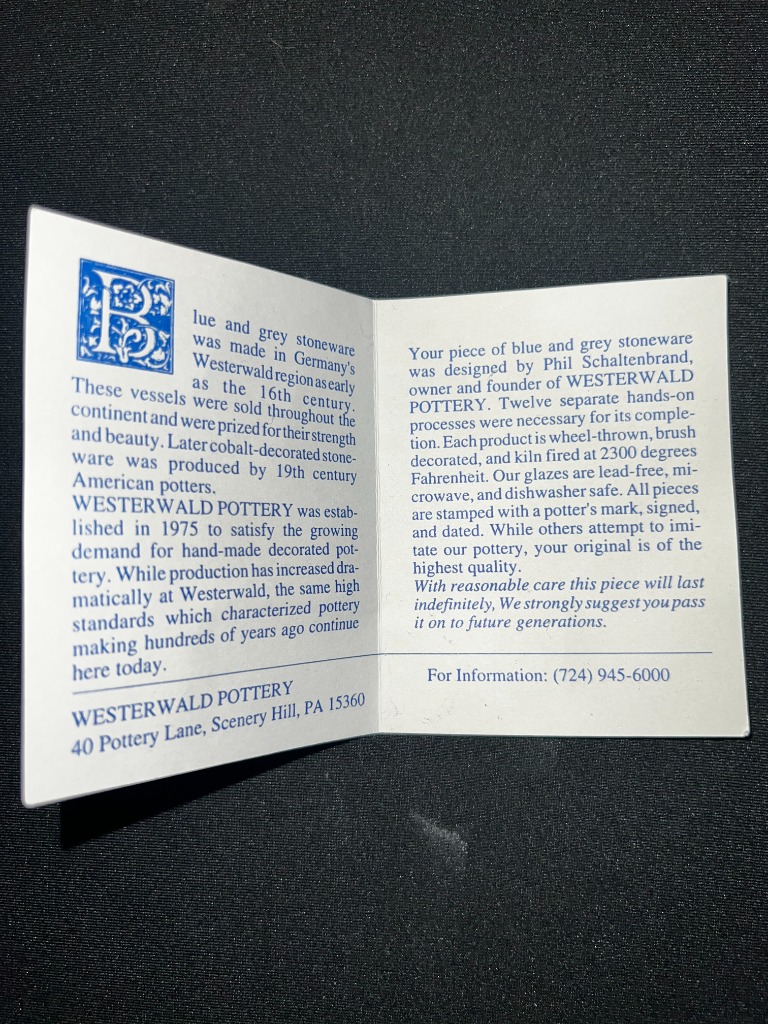 Blue and grey stoneware
was made in Germany's
Westerwald region as early
as the 16th century.
These vessels were sold throughout the
continent and were prized for their strength
and beauty. Later cobalt-decorated stone-
ware was produced by 19th century
American potters.
WESTERWALD POTTERY was estab-
lished in 1975 to satisfy the growing
demand for hand-made decorated pot-
tery. While production has increased dra-
matically at Westerwald, the same high
standards which characterized pottery
making hundreds of years ago continue
here today.
WESTERWALD POTTERY
40 Pottery Lane, Scenery Hill, PA 15360
Your piece of blue and grey stoneware
was designed by Phil Schaltenbrand,
owner and founder of WESTERWALD
POTTERY. Twelve separate hands-on
processes were necessary for its comple-
tion. Each product is wheel-thrown, brush
decorated, and kiln fired at 2300 degrees
Fahrenheit. Our glazes are lead-free, mi-
crowave, and dishwasher safe. All pieces
are stamped with a potter's mark, signed,
and dated. While others attempt to imi-
tate our pottery, your original is of the
highest quality.
With reasonable care this piece will last
indefinitely, We strongly suggest you pass
it on to future generations.
For Information: (724) 945-6000